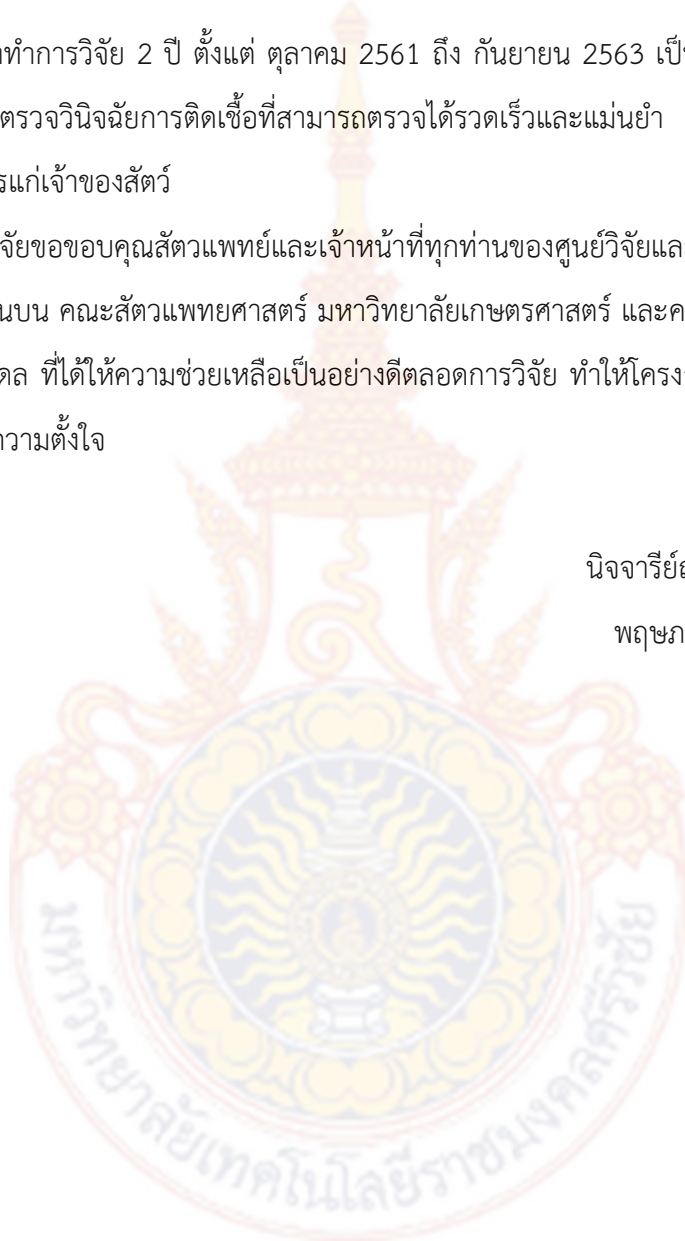 ทำการวิจัย 2 ปี ตั้งแต่ ตุลาคม 2561 ถึง กันยายน 2563
ตรวจวินิจฉัยการติดเชื้อที่สามารถตรวจได้รวดเร็วและแม่นยำ
แก่เจ้าของสัตว์
จัยขอขอบคุณสัตวแพทย์และเจ้าหน้าที่ทุกท่านของศูนย์วิจัยและ
นบน คณะสัตวแพทยศาสตร์ มหาวิทยาลัยเกษตรศาสตร์ และค
ดล ที่ได้ให้ความช่วยเหลือเป็นอย่างดีตลอดการวิจัย ทำให้โครง
ความตั้งใจ
นิจจารีย์
พฤษภ
มหาวิทยาลัยเทคโนโลยีราชมงคลศรีวิชัย